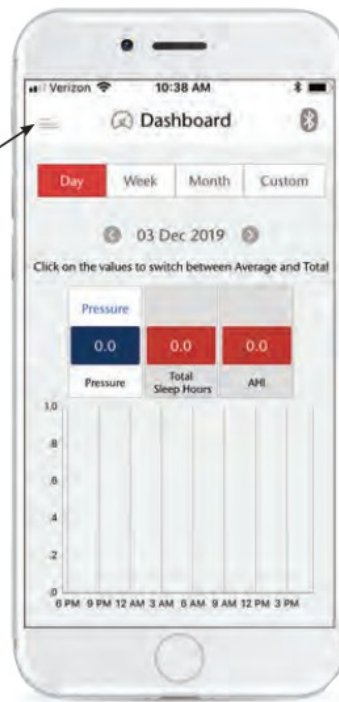 Verizon 10:38 AM
Dashboard
Day Week Month Custom
03 Dec 2019
Click on the values to switch between Average and Total
Pressure
0.0 0.0 0.0
Pressure Total Sleep Hours AHI
1.0
.8
.6
.4
.2
.0
6 PM 9 PM 12 AM 3 AM 6 AM 9 AM 12 PM 3 PM